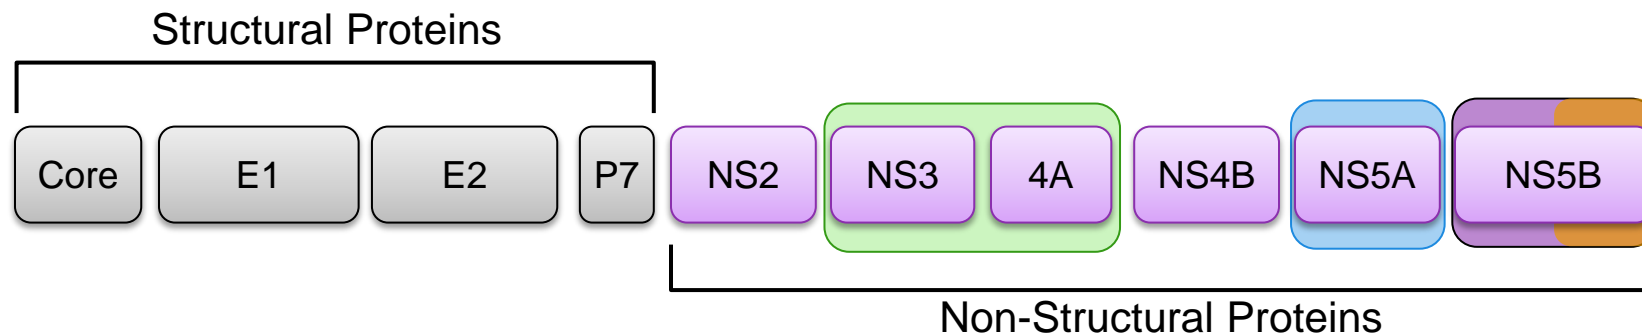 Structural Proteins
Core E1 E2 P7 NS2 NS3 4A NS4B NS5A NS5B
Non-Structural Proteins